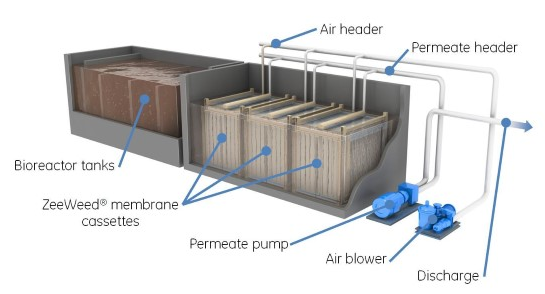 Air header
Permeate header
Bioreactor tanks
ZeeWeed® membrane
cassettes
Permeate pump
Air blower
Discharge